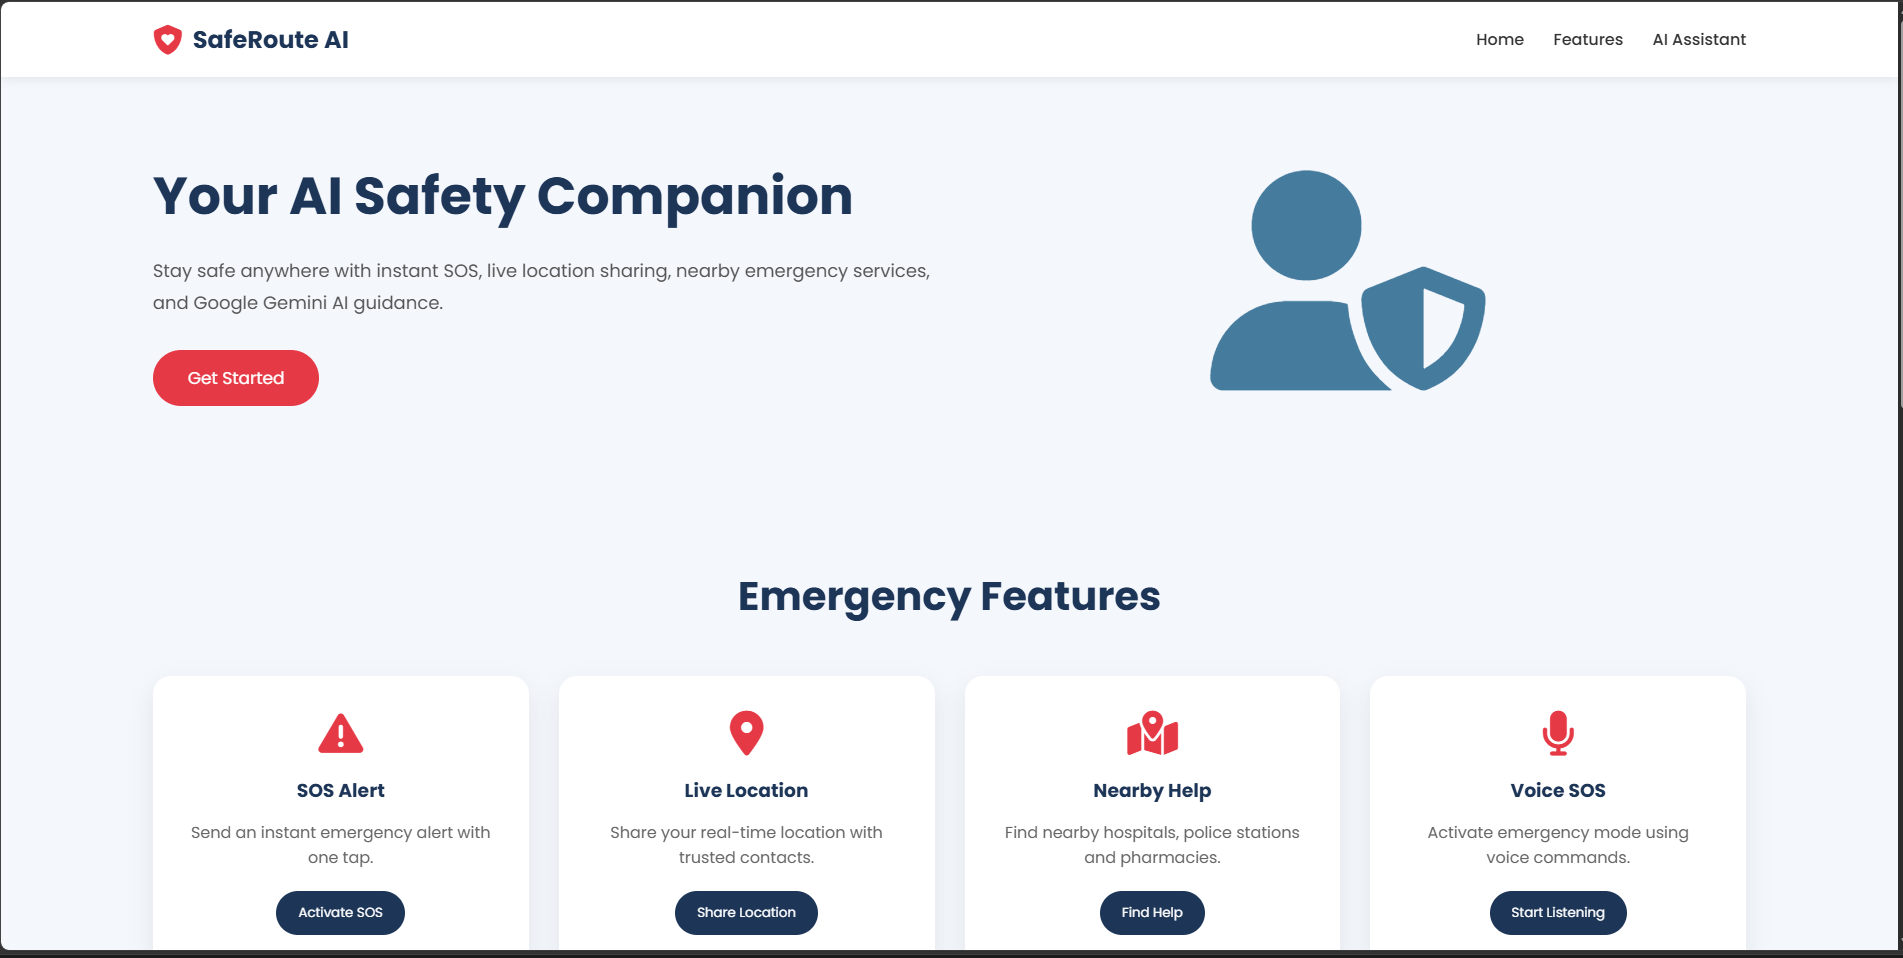 SafeRoute AI
Home
Features
AI Assistant
Your AI Safety Companion
Stay safe anywhere with instant SOS, live location sharing, nearby emergency services,
and Google Gemini AI guidance.
Get Started
Emergency Features
SOS Alert
Send an instant emergency alert with
one tap.
Activate SOS
Live Location
Share your real-time location with
trusted contacts.
Share Location
Nearby Help
Find nearby hospitals, police stations
and pharmacies.
Find Help
Voice SOS
Activate emergency mode using
voice commands.
Start Listening